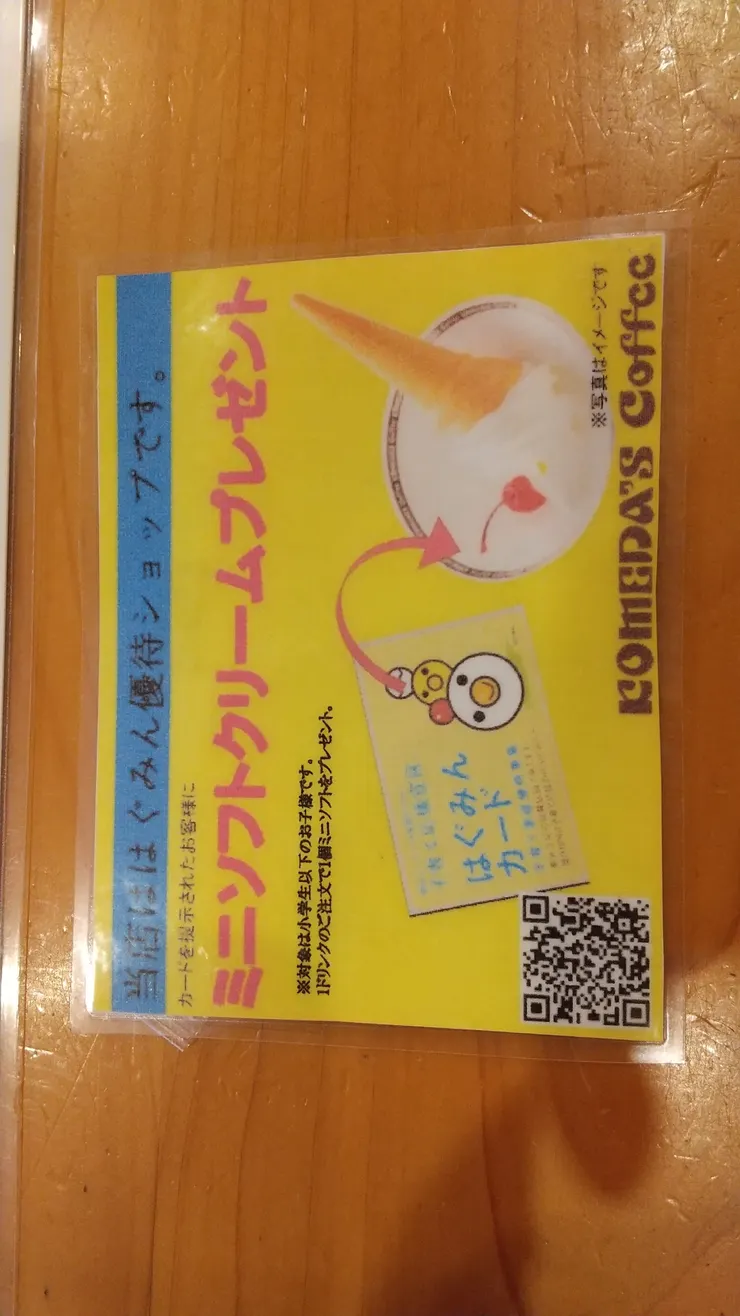 当店ははぐみん優待ショップです。
カードを提示されたお客様に
ミニソフトクリームプレゼント
※対象は小学生以下のお子様です。
1ドリンクのご注文で1個ミニソフトをプレゼント。
はぐみん
カード
※写真はイメージです
KOMEDA'S Coffee